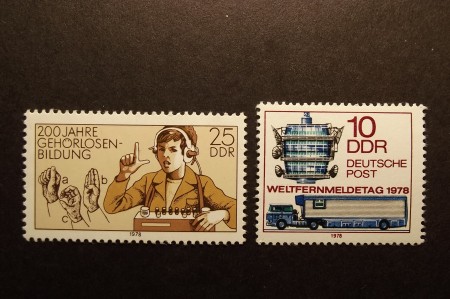 200 JAHRE
GEHÖRLOSEN-
BILDUNG
25
DDR
a
b
c
1978
10
DDR
DEUTSCHE
POST
WELTFERNMELDETAG 1978
1978